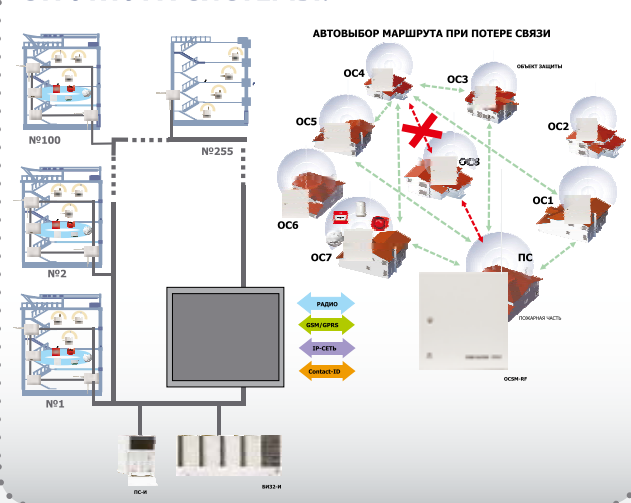 АВТОВЫБОР МАРШРУТА ПРИ ПОТЕРЕ СВЯЗИ
ОБЪЕКТ ЗАЩИТЫ
ОС4
ОС3
ОС5
ОС2
№100
№255
ОС8
ОС1
ОС6
№2
ОС7
ПС
РАДИО
GSM/GPRS
IP-СЕТЬ
Contact-ID
ПОЖАРНАЯ ЧАСТЬ
OCSM-RF
№1
ПС-И
БИ32-И